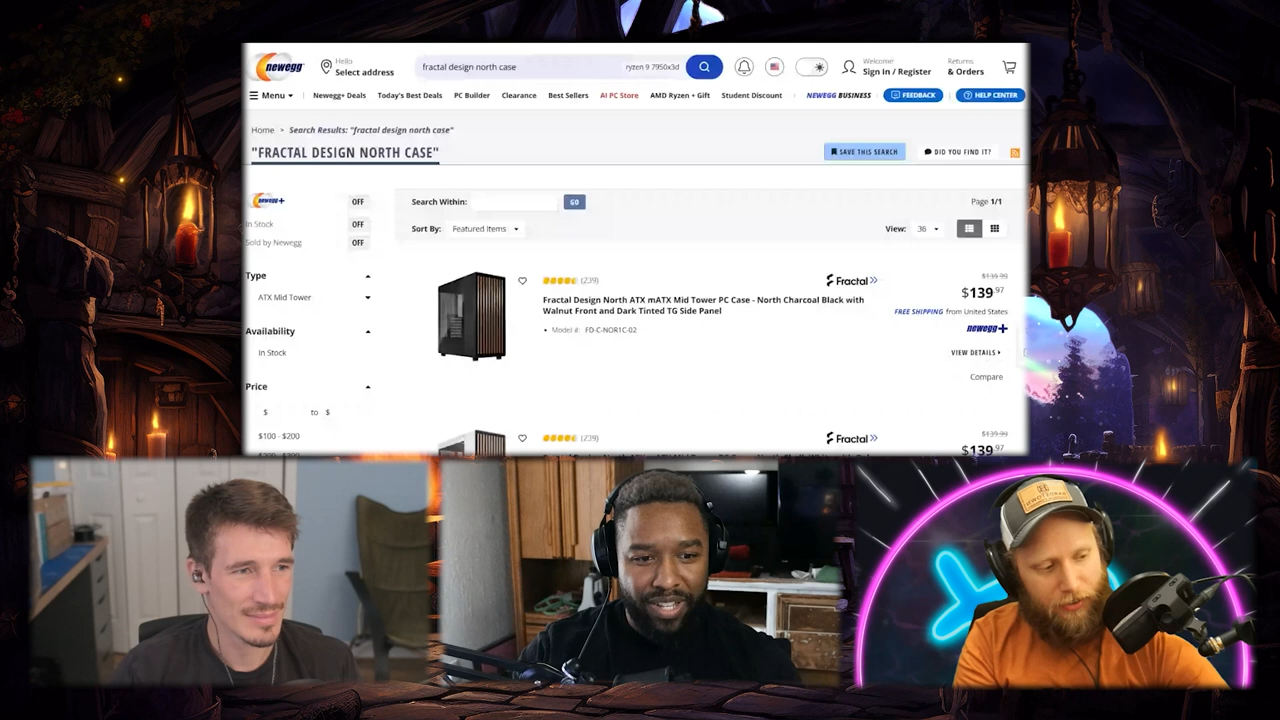 newegg
Hello
Select address
fractal design north case
ryzen 9 7950x3d
Welcome
Sign In / Register
Returns
& Orders
Menu
Newegg+ Deals
Today's Best Deals
PC Builder
Clearance
Best Sellers
AI PC Store
AMD Ryzen + Gift
Student Discount
NEWEGG BUSINESS
FEEDBACK
HELP CENTER
Home > Search Results: "fractal design north case"
"FRACTAL DESIGN NORTH CASE"
SAVE THIS SEARCH
DID YOU FIND IT?
newegg+
OFF
In Stock
OFF
Sold by Newegg
OFF
Search Within:
GO
Page 1/1
Sort By: Featured Items
View: 36
Type
ATX Mid Tower
Availability
In Stock
Price
$ to $
$100 - $200
(239)
Fractal
$139.99
$139.97
Fractal Design North ATX mATX Mid Tower PC Case - North Charcoal Black with
Walnut Front and Dark Tinted TG Side Panel
FREE SHIPPING from United States
Model #: FD-C-NOR1C-02
newegg+
VIEW DETAILS
Compare
(239)
Fractal
$139.99
$139.97